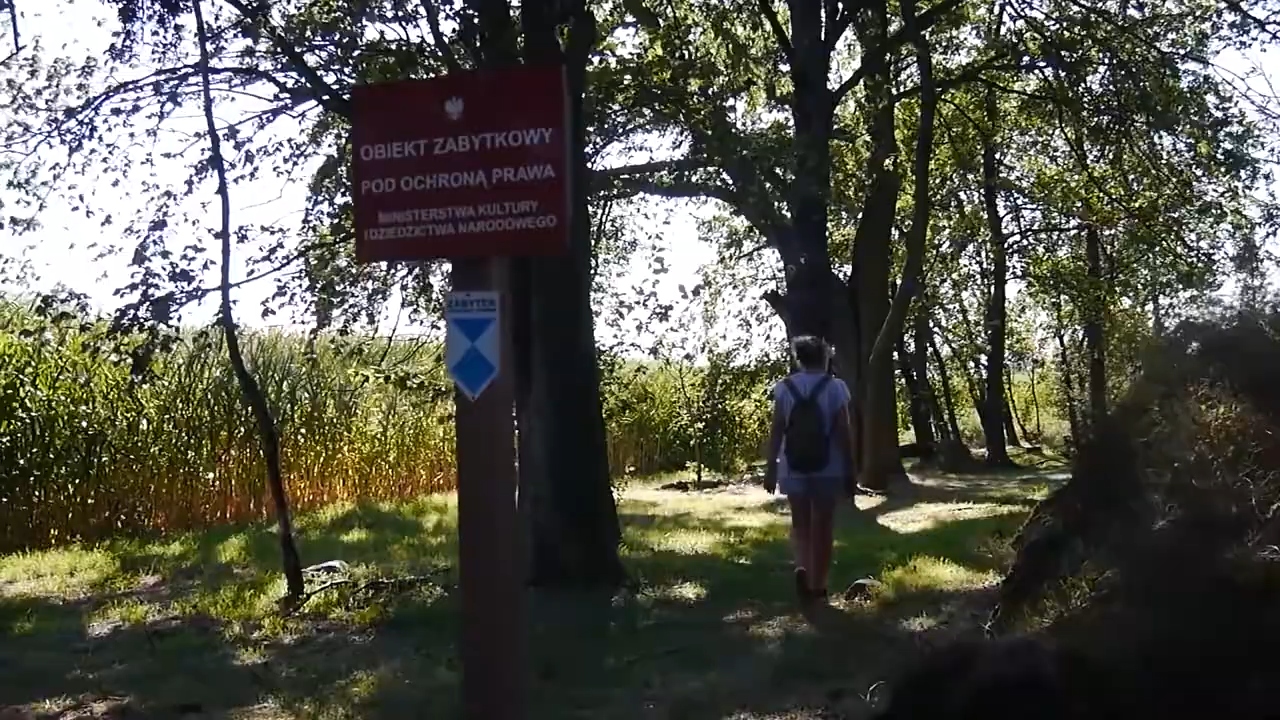 OBIEKT ZABYTKOWY
POD OCHRONĄ PRAWA
MINISTERSTWA KULTURY
I DZIEDZICTWA NARODOWEGO
ZABYTEK